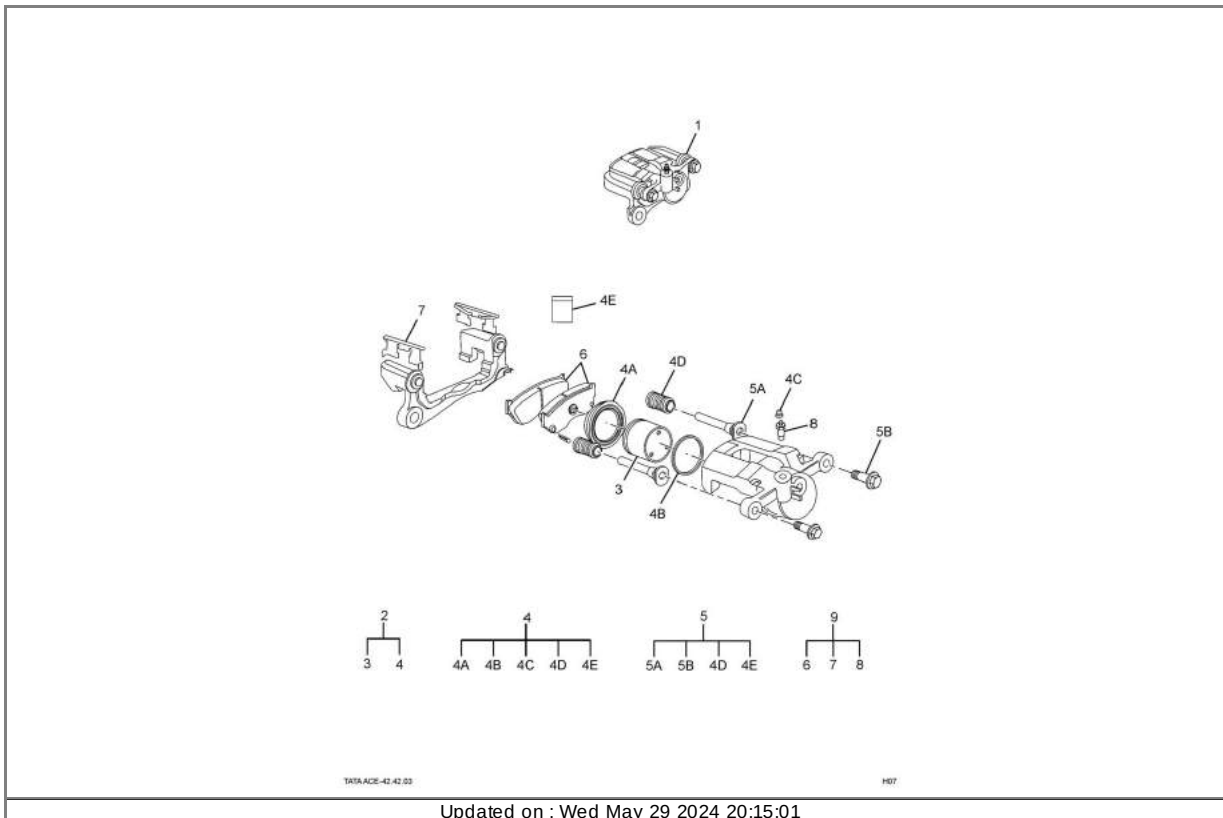 1
4E
7
6
4A
4D
5A
4C
8
5B
3
4B
2
3 4
4
4A 4B 4C 4D 4E
5
5A 5B 4D 4E
9
6 7 8
TATA ACE-42.42.03
H07
Updated on : Wed May 29 2024 20:15:01